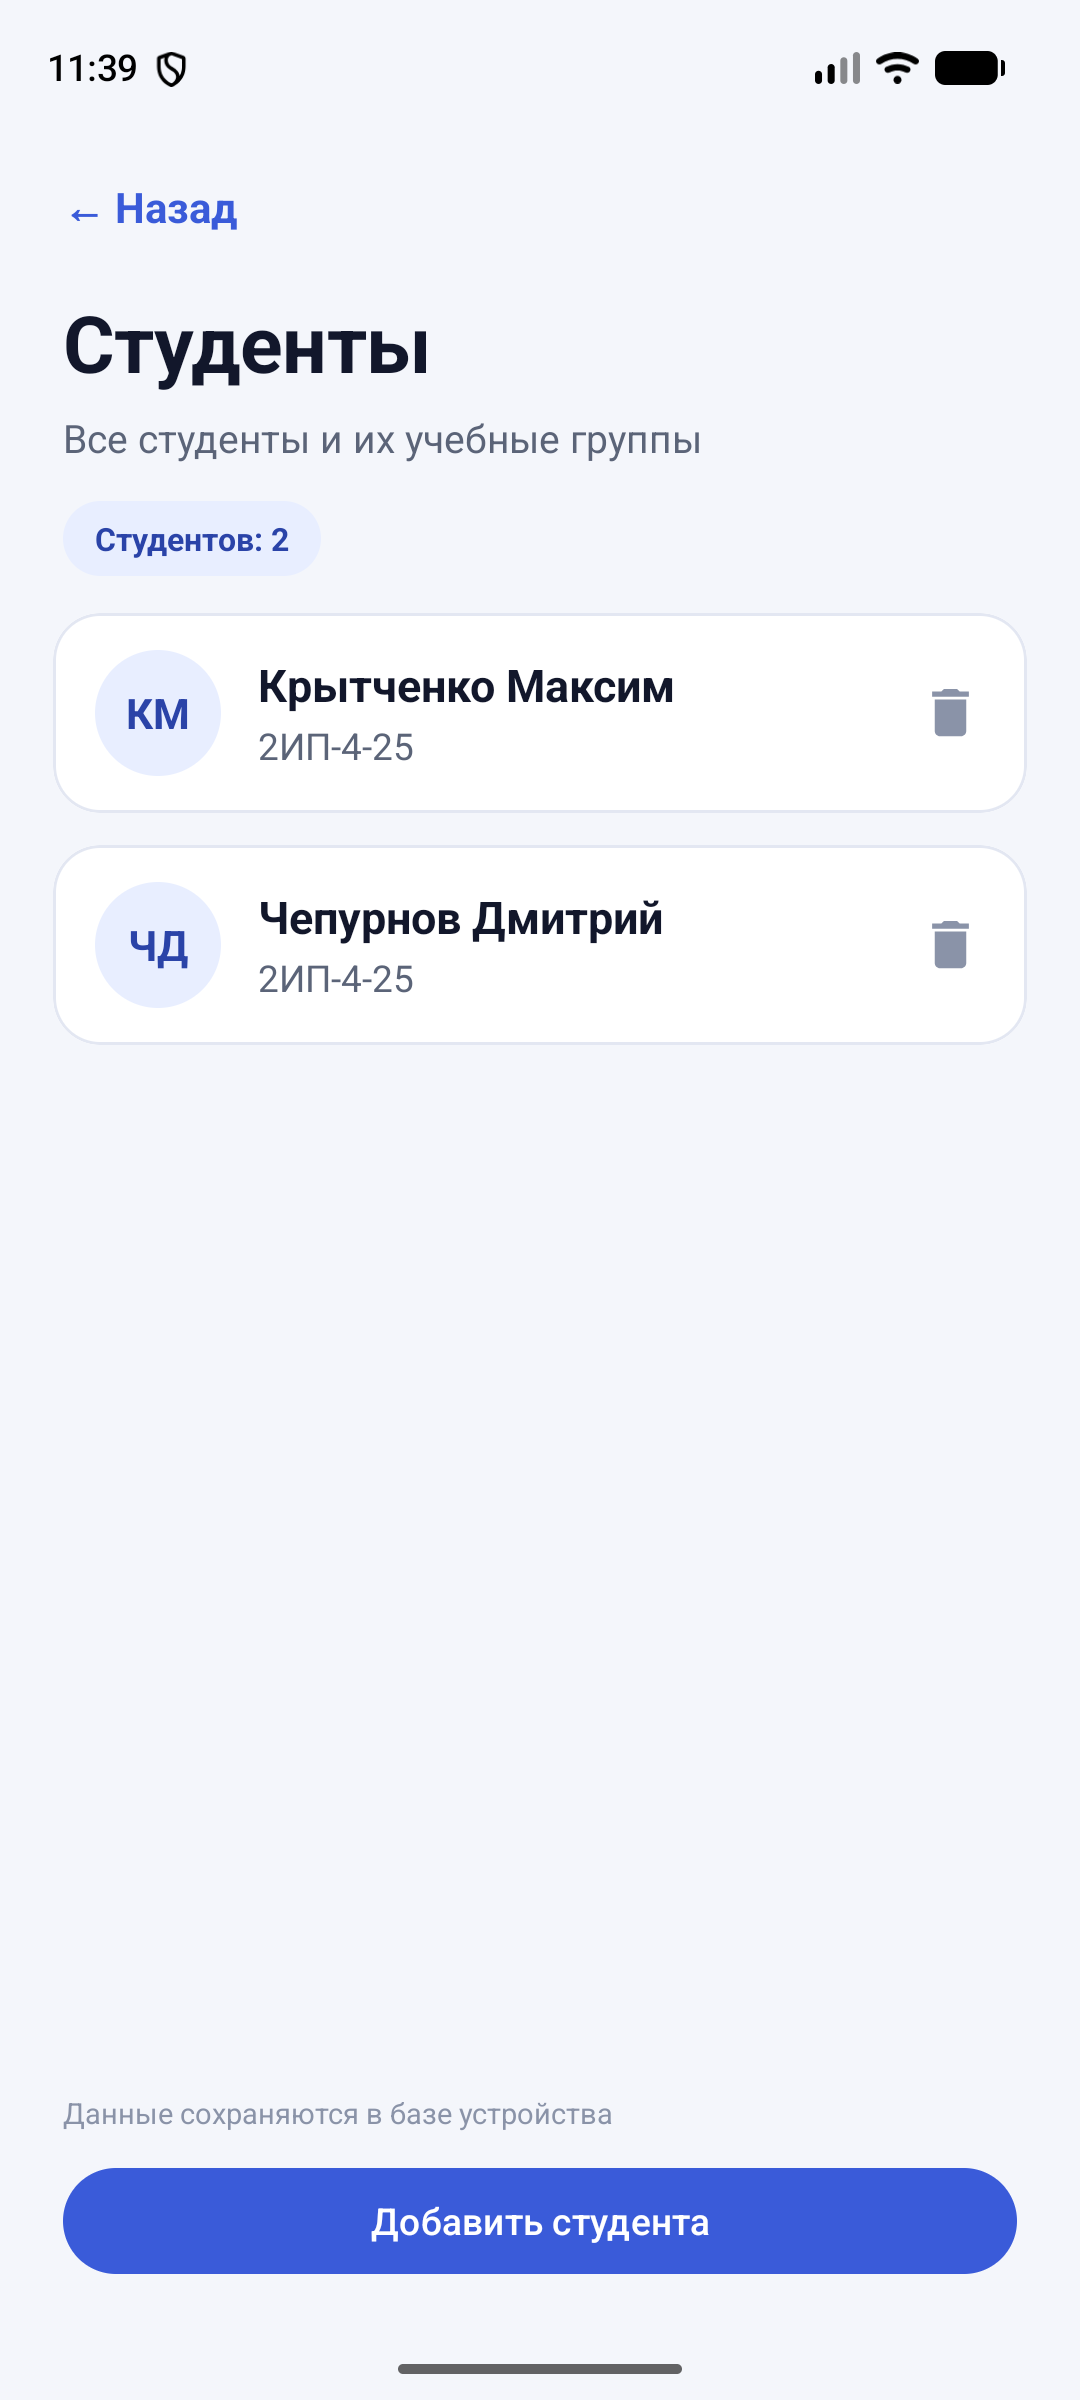 11:39
← Назад
Студенты
Все студенты и их учебные группы
Студентов: 2
КМ
Крытченко Максим
2ИП-4-25
ЧД
Чепурнов Дмитрий
2ИП-4-25
Данные сохраняются в базе устройства
Добавить студента